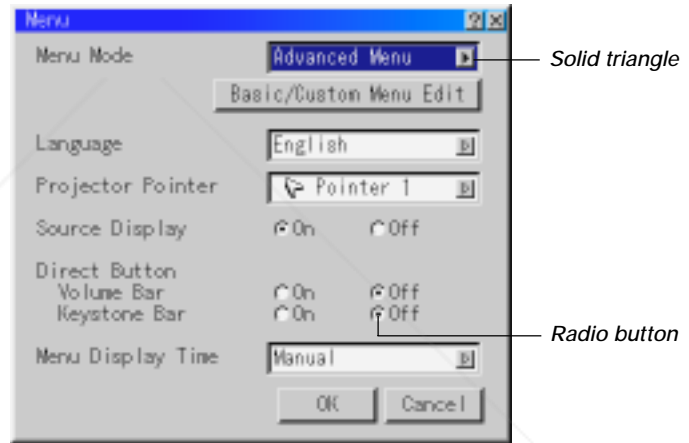 Menu
Menu Mode Advanced Menu Solid triangle
Basic/Custom Menu Edit
Language English
Projector Pointer Pointer 1
Source Display On Off
Direct Button
Volume Bar On Off
Keystone Bar On Off
Radio button
Menu Display Time Manual
OK Cancel